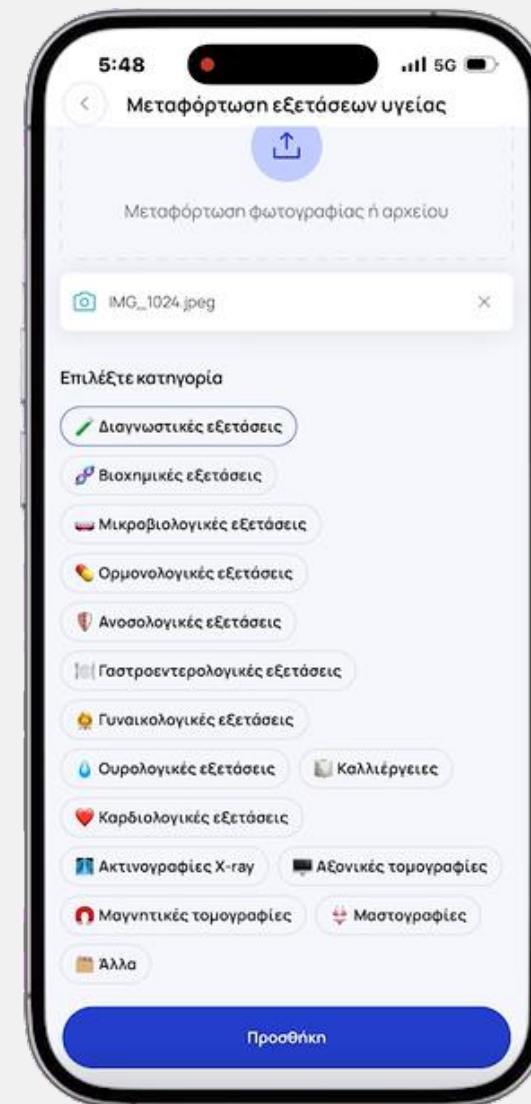 5:48 5G
Μεταφόρτωση εξετάσεων υγείας
Μεταφόρτωση φωτογραφίας ή αρχείου
IMG_1024.jpeg
Επιλέξτε κατηγορία
Διαγνωστικές εξετάσεις
Βιοχημικές εξετάσεις
Μικροβιολογικές εξετάσεις
Ορμονολογικές εξετάσεις
Ανοσολογικές εξετάσεις
Γαστροεντερολογικές εξετάσεις
Γυναικολογικές εξετάσεις
Ουρολογικές εξετάσεις Καλλιέργειες
Καρδιολογικές εξετάσεις
Ακτινογραφίες X-ray Αξονικές τομογραφίες
Μαγνητικές τομογραφίες Μαστογραφίες
Άλλα
Προσθήκη